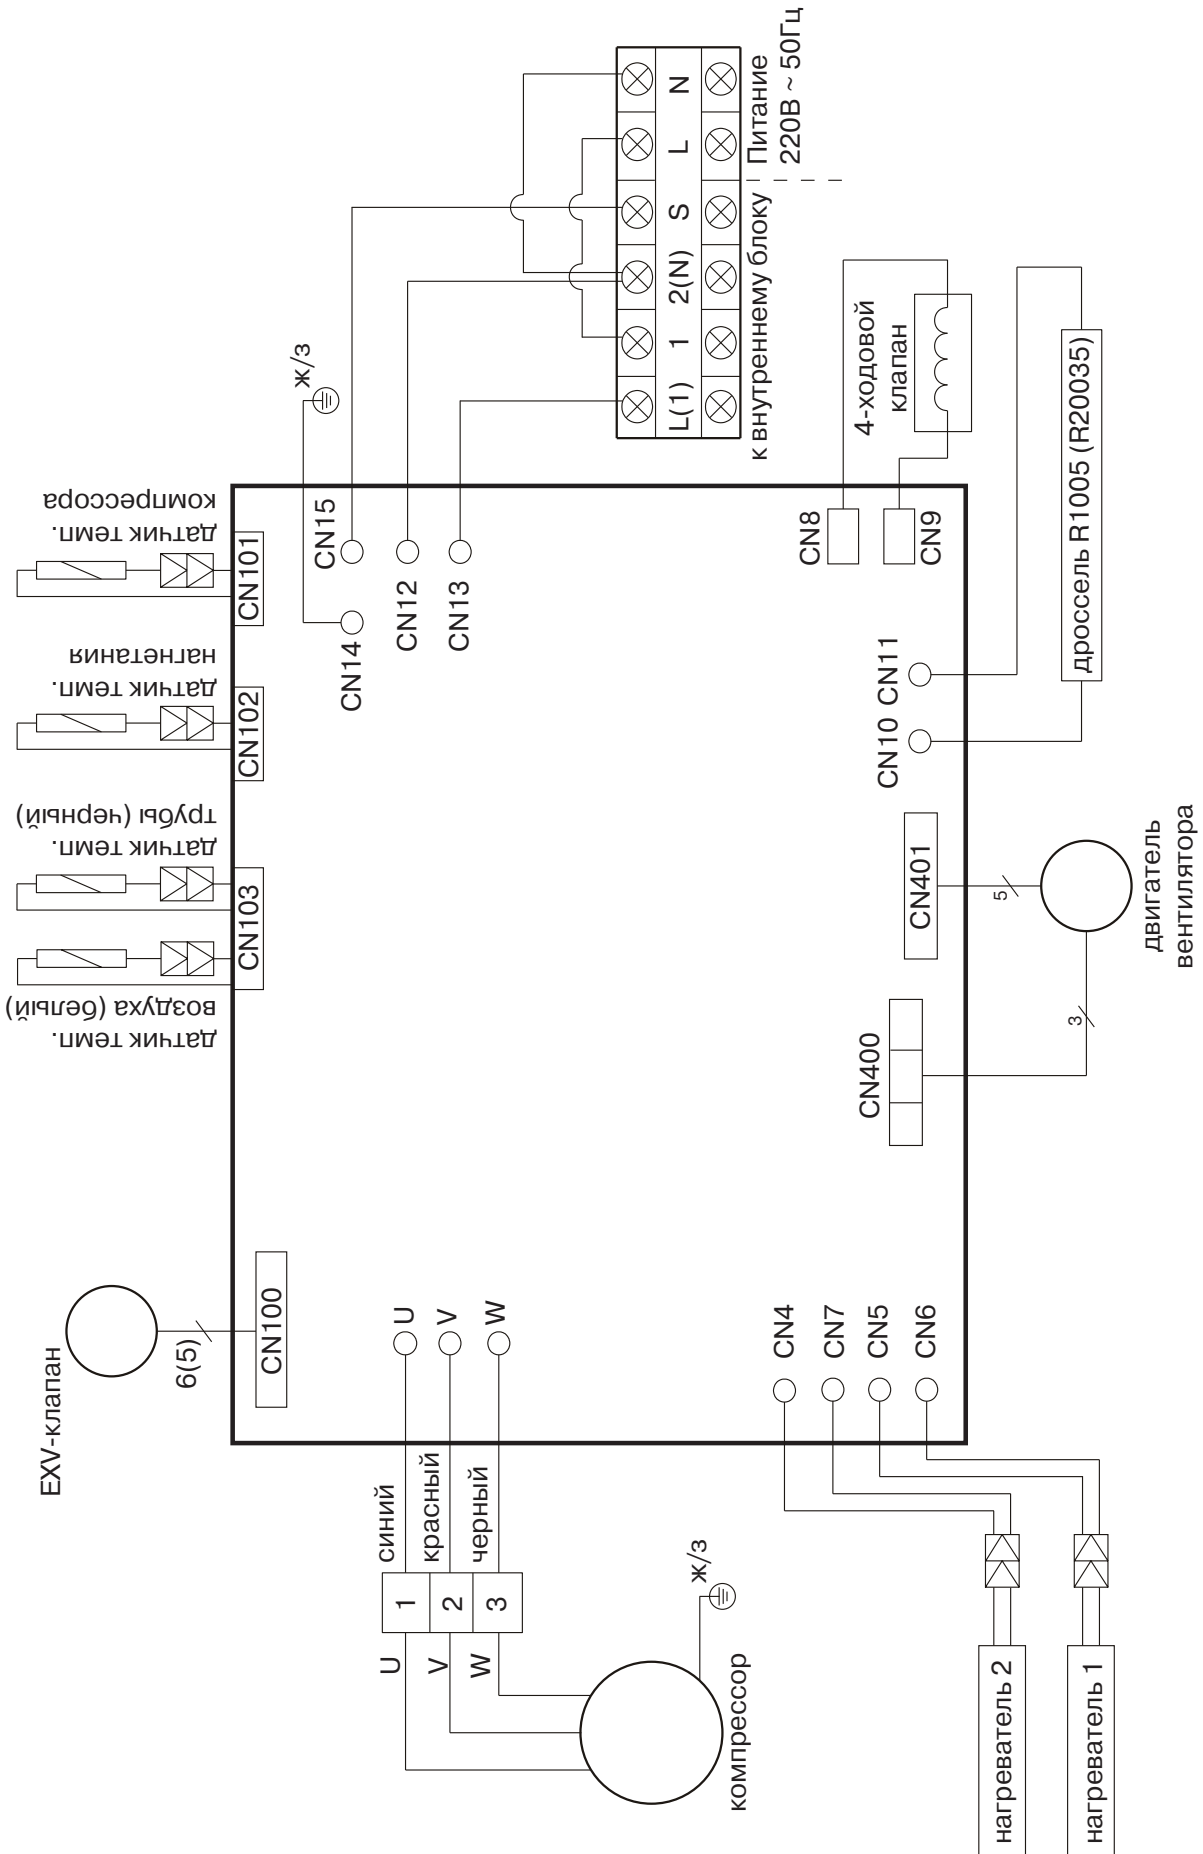 EXV-клапан
6(5)
CN100
датчик темп.
воздуха (белый)
датчик темп.
трубы (черный)
CN103
датчик темп.
нагнетания
CN102
датчик темп.
компрессора
CN101
ж/з
CN14
CN15
CN12
CN13
L(1)
1
2(N)
S
L
N
к внутреннему блоку
Питание
220В ~ 50Гц
компрессор
ж/з
U
V
W
1
2
3
синий
красный
черный
U
V
W
CN4
CN7
CN5
CN6
нагреватель 2
нагреватель 1
CN400
3
CN401
5
двигатель
вентилятора
CN10
CN11
дроссель R1005 (R20035)
CN8
CN9
4-ходовой
клапан